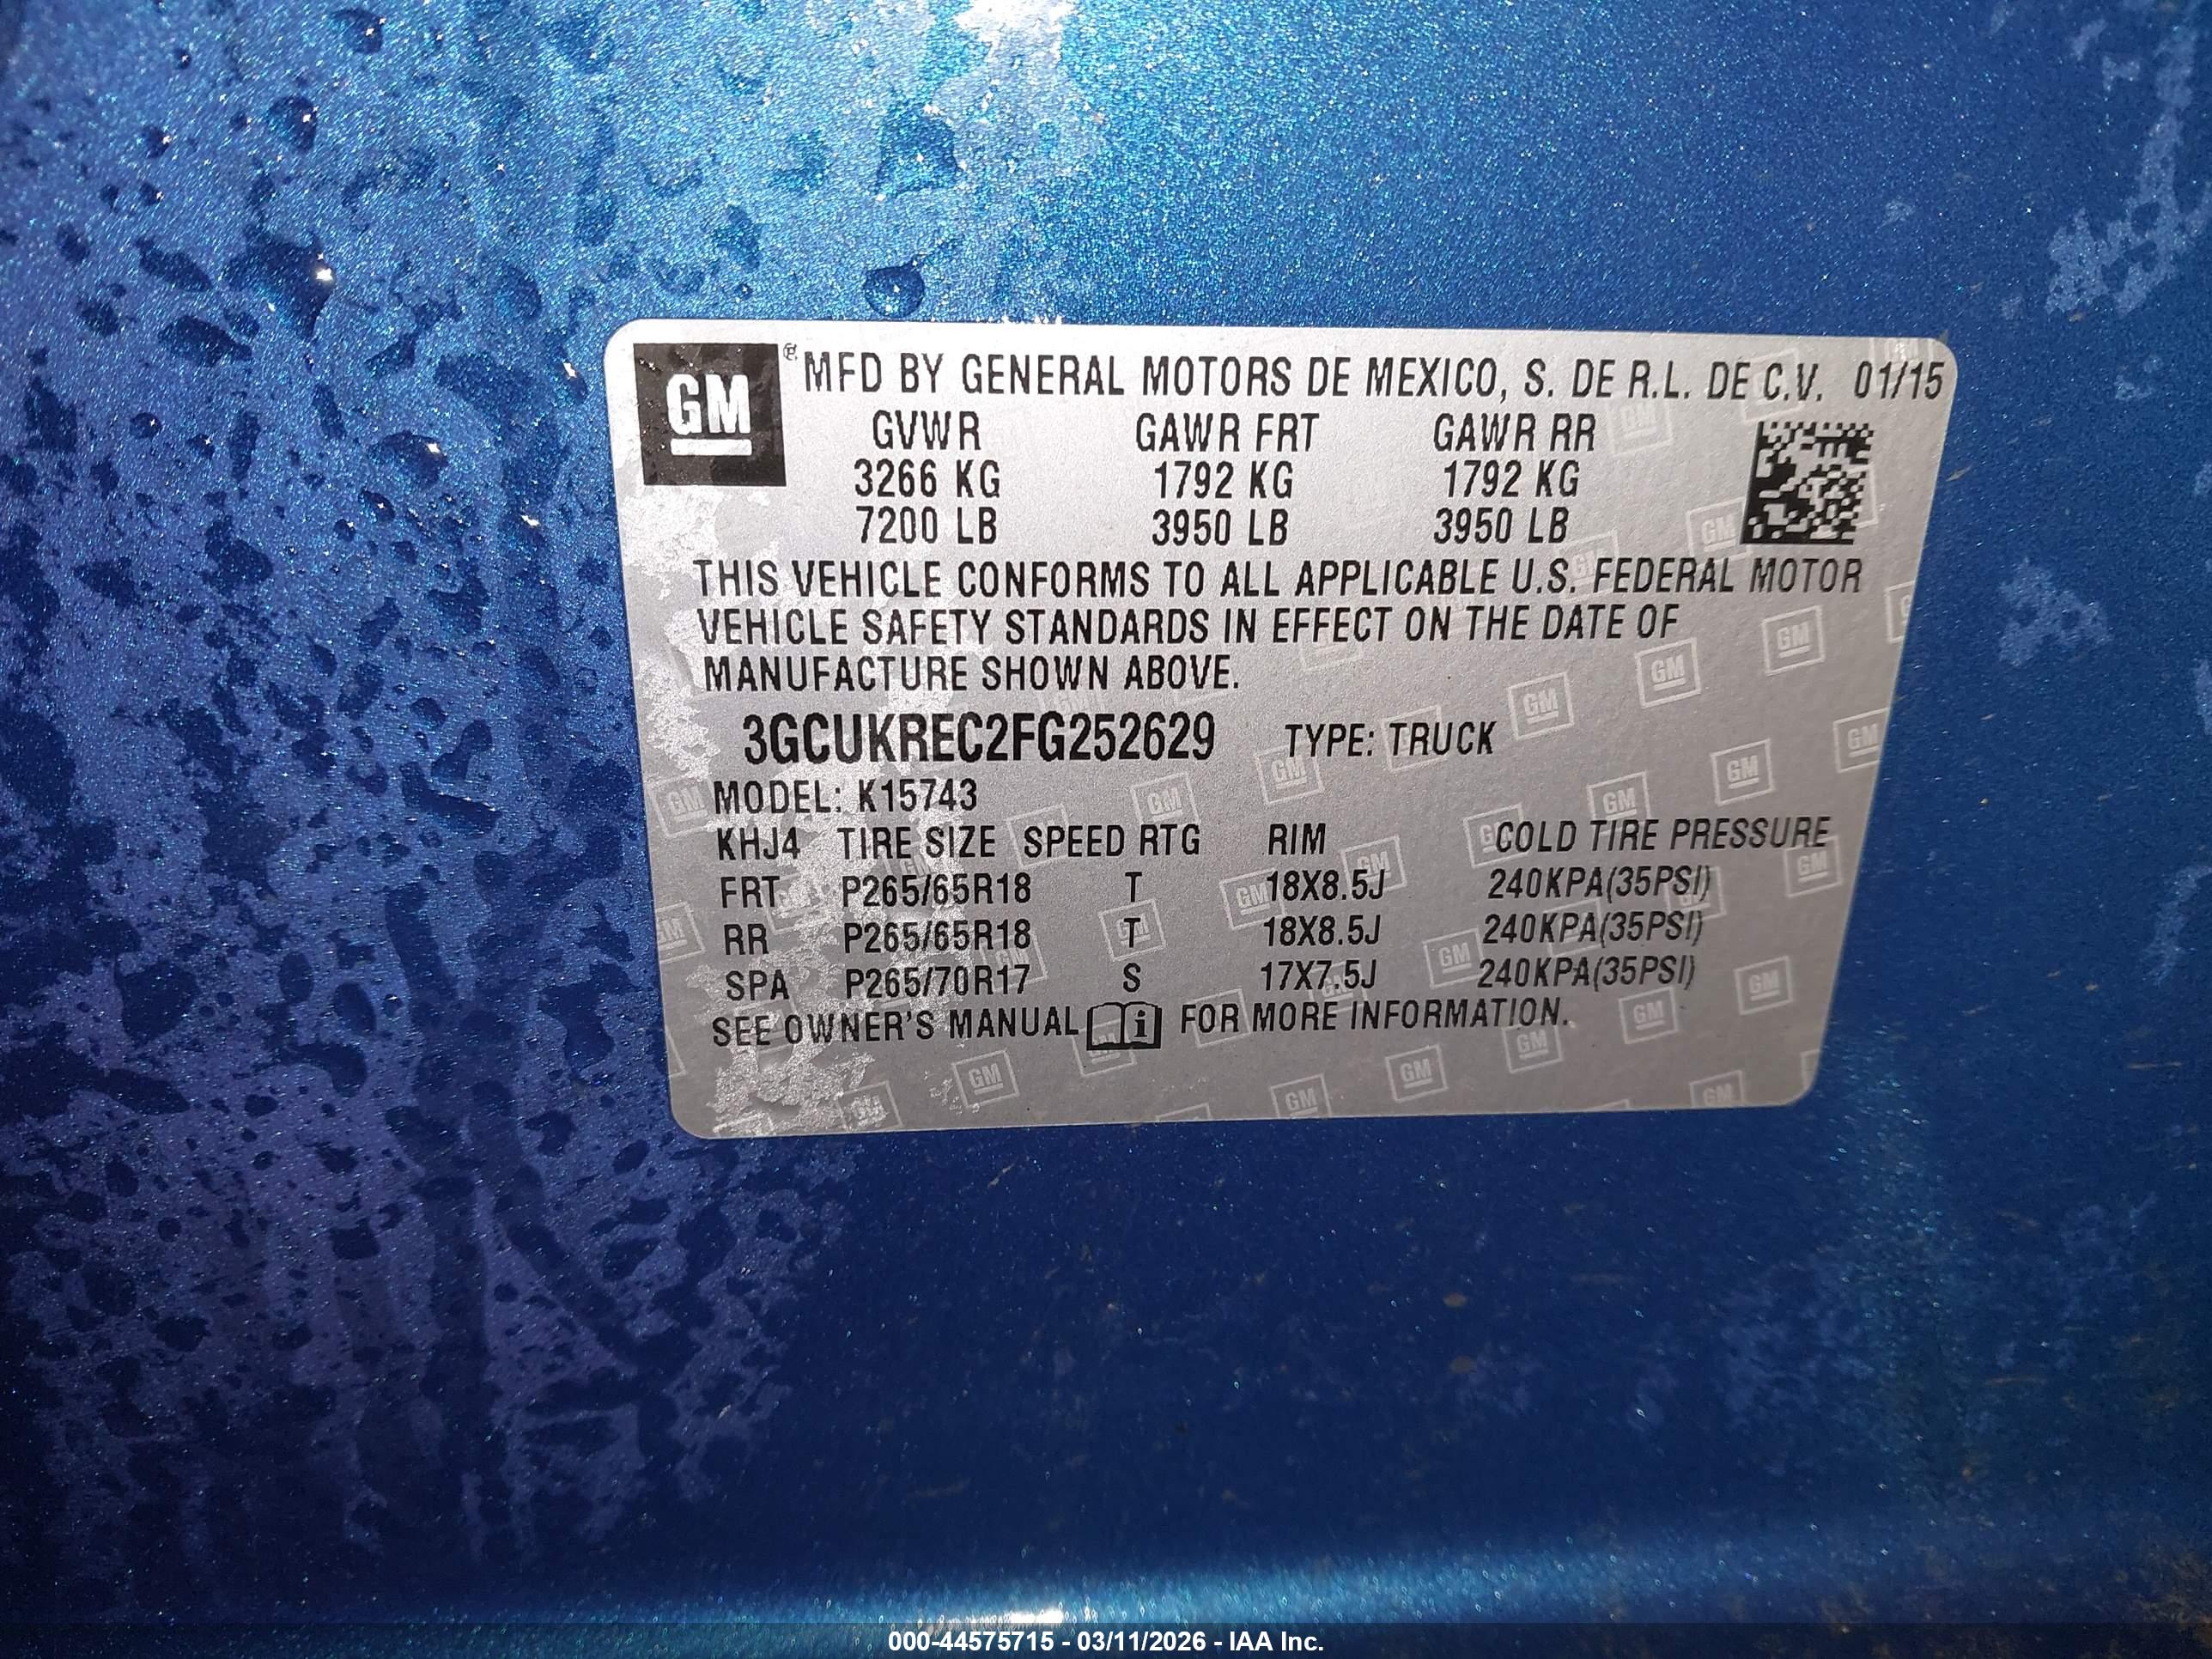 GM ® MFD BY GENERAL MOTORS DE MEXICO, S. DE R.L. DE C.V. 01/15
GVWR GAWR FRT GAWR RR
3266 KG 1792 KG 1792 KG
7200 LB 3950 LB 3950 LB
THIS VEHICLE CONFORMS TO ALL APPLICABLE U.S. FEDERAL MOTOR
VEHICLE SAFETY STANDARDS IN EFFECT ON THE DATE OF
MANUFACTURE SHOWN ABOVE.
3GCUKREC2FG252629 TYPE: TRUCK
MODEL: K15743
KHJ4 TIRE SIZE SPEED RTG RIM COLD TIRE PRESSURE
FRT P265/65R18 T 18X8.5J 240KPA(35PSI)
RR P265/65R18 T 18X8.5J 240KPA(35PSI)
SPA P265/70R17 S 17X7.5J 240KPA(35PSI)
SEE OWNER'S MANUAL i FOR MORE INFORMATION.
000-44575715 - 03/11/2026 - IAA Inc.